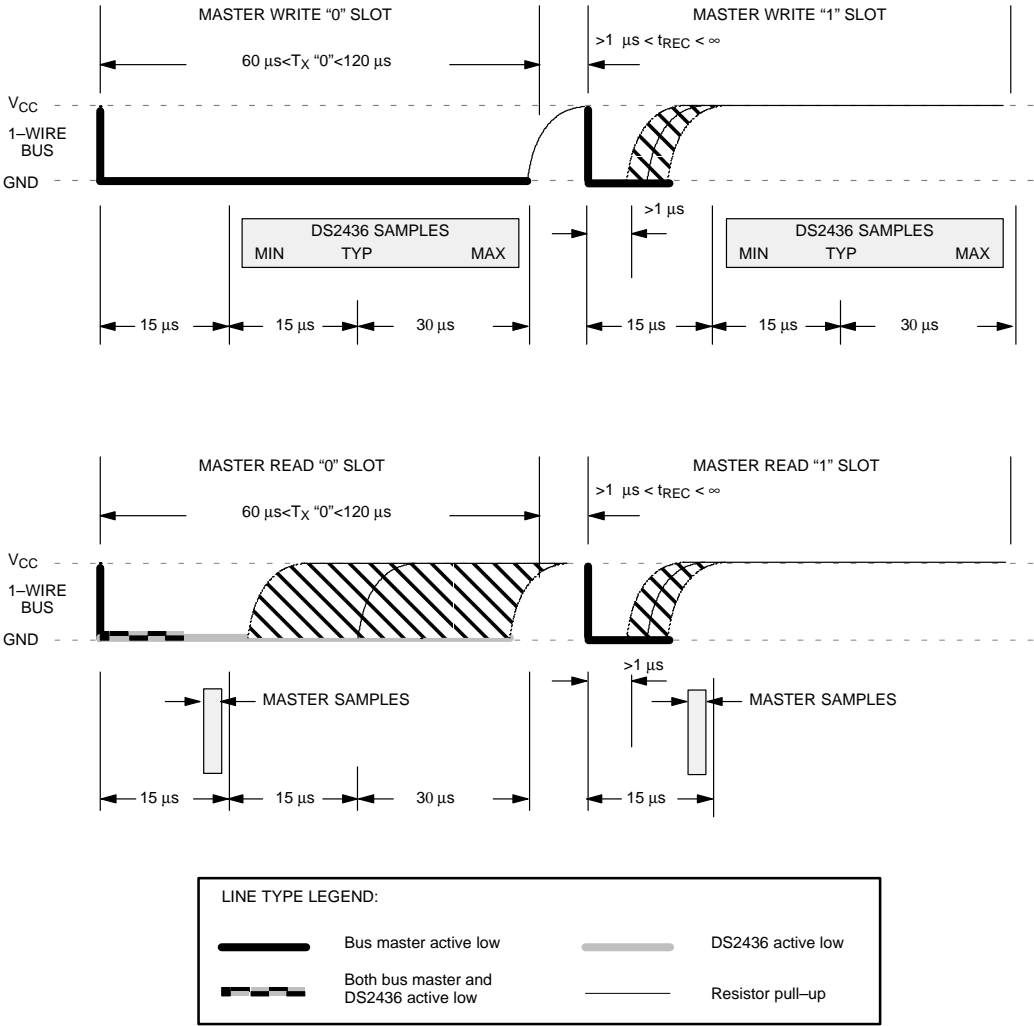 MASTER WRITE “0” SLOT
MASTER WRITE “1” SLOT
60 µs<TX “0”<120 µs
>1 µs < tREC < ∞
VCC
1–WIRE
BUS
GND
>1 µs
DS2436 SAMPLES
MIN TYP MAX
DS2436 SAMPLES
MIN TYP MAX
15 µs
15 µs
30 µs
15 µs
15 µs
30 µs
MASTER READ “0” SLOT
MASTER READ “1” SLOT
60 µs<TX “0”<120 µs
>1 µs < tREC < ∞
VCC
1–WIRE
BUS
GND
>1 µs
MASTER SAMPLES
MASTER SAMPLES
15 µs
15 µs
30 µs
15 µs
LINE TYPE LEGEND:
Bus master active low
DS2436 active low
Both bus master and
DS2436 active low
Resistor pull–up